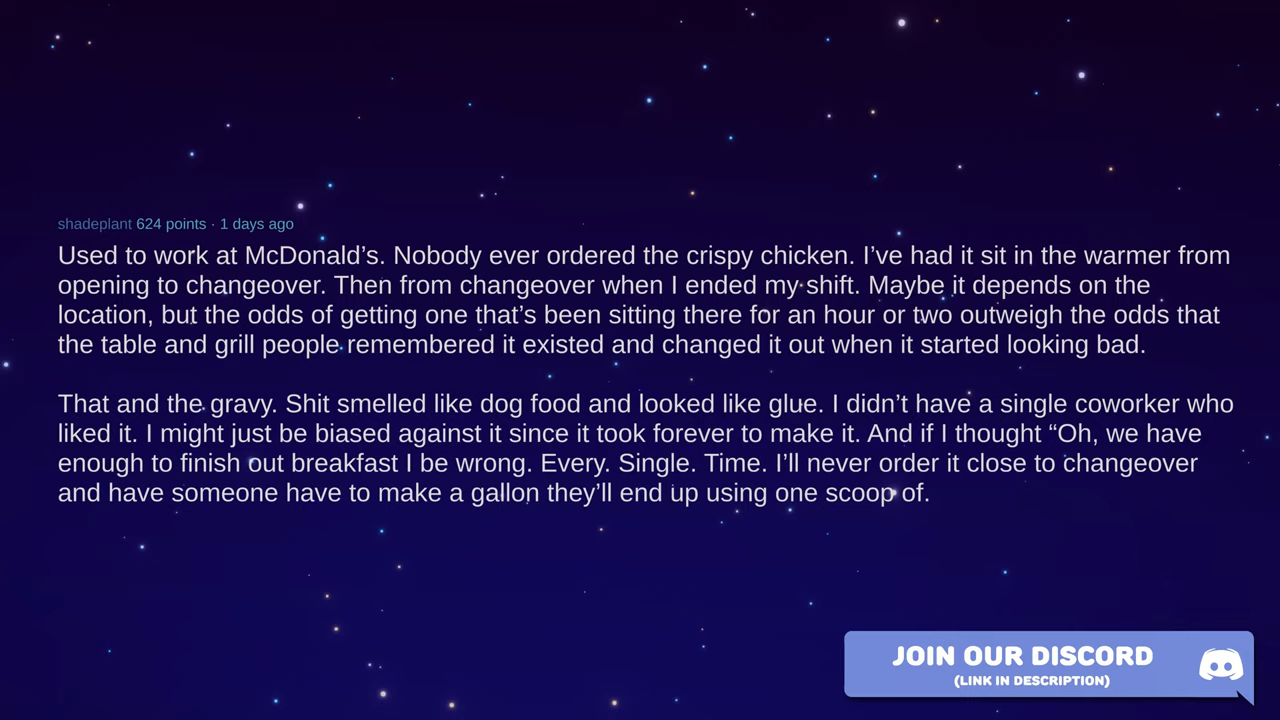 shadeplant 624 points · 1 days ago
Used to work at McDonald’s. Nobody ever ordered the crispy chicken. I’ve had it sit in the warmer from
opening to changeover. Then from changeover when I ended my shift. Maybe it depends on the
location, but the odds of getting one that’s been sitting there for an hour or two outweigh the odds that
the table and grill people remembered it existed and changed it out when it started looking bad.
That and the gravy. Shit smelled like dog food and looked like glue. I didn’t have a single coworker who
liked it. I might just be biased against it since it took forever to make it. And if I thought “Oh, we have
enough to finish out breakfast I be wrong. Every. Single. Time. I’ll never order it close to changeover
and have someone have to make a gallon they’ll end up using one scoop of.
JOIN OUR DISCORD
(LINK IN DESCRIPTION)